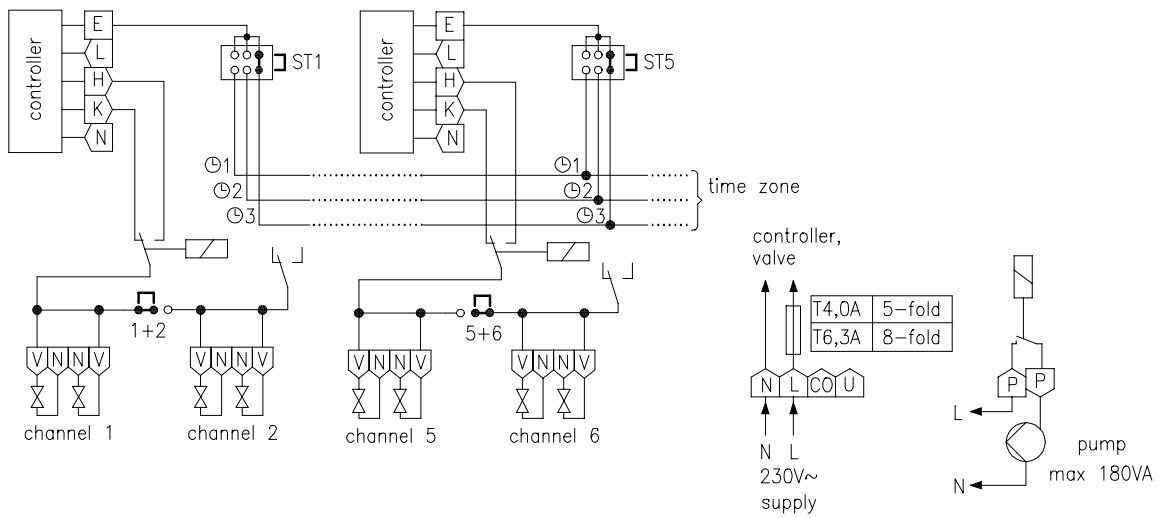 controller
E
L
H
K
N
ST1
controller
E
L
H
K
N
ST5
1
2
3
1
2
3
time zone
1+2
5+6
V N N V
channel 1
V N N V
channel 2
V N N V
channel 5
V N N V
channel 6
controller,
valve
T4,0A 5-fold
T6,3A 8-fold
N L CO U
N L
230V~
supply
P P
L
N
pump
max 180VA